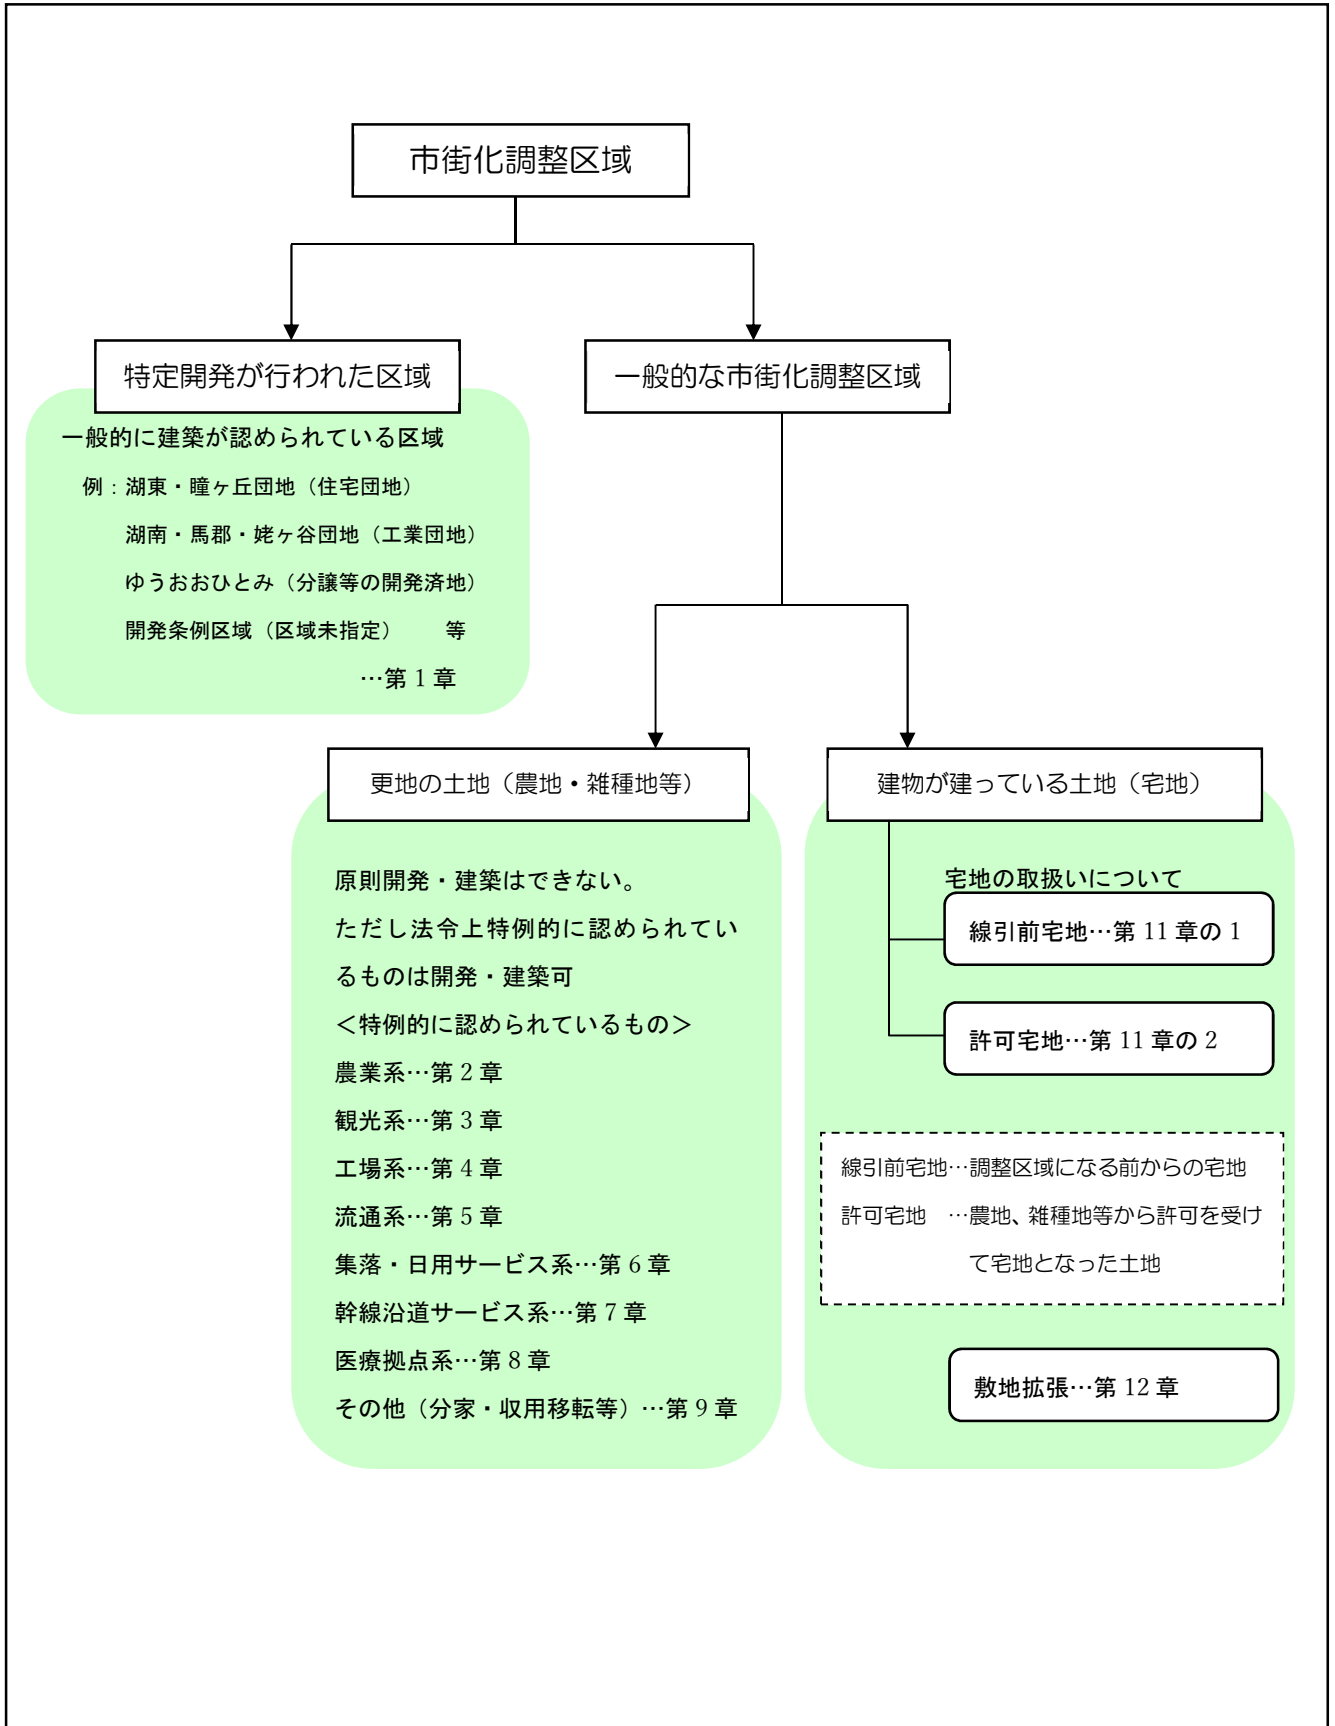 市街化調整区域
特定開発が行われた区域
一般的に建築が認められている区域
例：湖東・瞳ヶ丘団地（住宅団地）
湖南・馬郡・姥ヶ谷団地（工業団地）
ゆうおおひとみ（分譲等の開発済地）
開発条例区域（区域未指定）　　等
…第 1 章
一般的な市街化調整区域
更地の土地（農地・雑種地等）
原則開発・建築はできない。
ただし法令上特例的に認められてい
るものは開発・建築可
＜特例的に認められているもの＞
農業系…第 2 章
観光系…第 3 章
工場系…第 4 章
流通系…第 5 章
集落・日用サービス系…第 6 章
幹線沿道サービス系…第 7 章
医療拠点系…第 8 章
その他（分家・収用移転等）…第 9 章
建物が建っている土地（宅地）
宅地の取扱いについて
線引前宅地…第 11 章の 1
許可宅地…第 11 章の 2
線引前宅地…調整区域になる前からの宅地
許可宅地　…農地、雑種地等から許可を受け
て宅地となった土地
敷地拡張…第 12 章